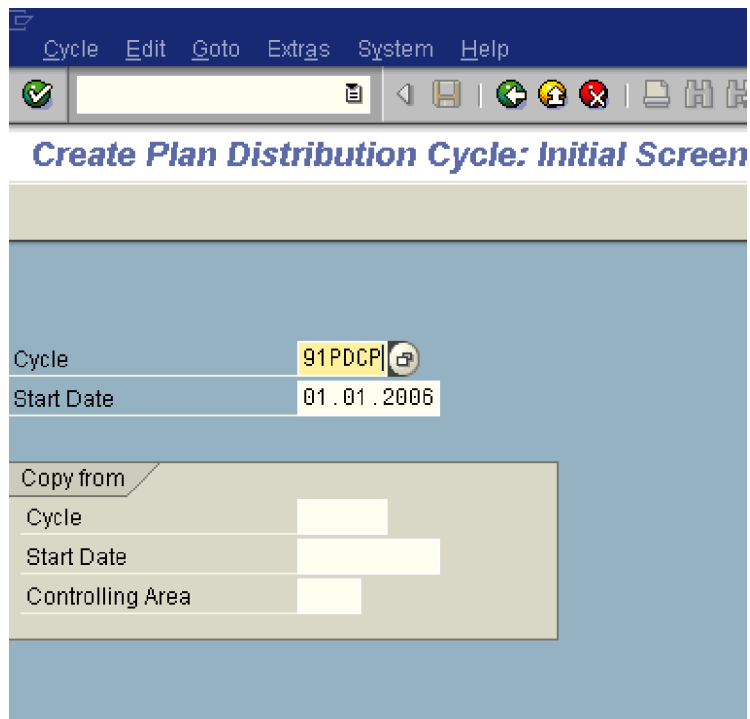 Cycle Edit Goto Extras System Help
Create Plan Distribution Cycle: Initial Screen
Cycle 91PDCP
Start Date 01.01.2006
Copy from
Cycle
Start Date
Controlling Area